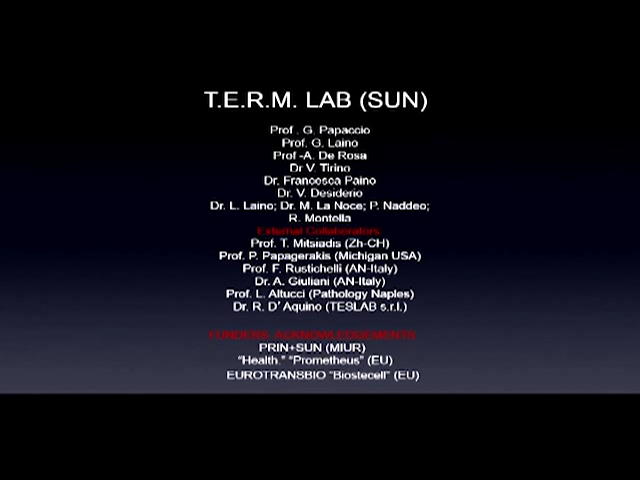 T.E.R.M. LAB (SUN)
Prof . G. Papaccio
Prof. G. Laino
Prof -A. De Rosa
Dr V. Tirino
Dr. Francesca Paino
Dr. V. Desiderio
Dr. L. Laino; Dr. M. La Noce; P. Naddeo;
R. Montella
External Collaborators
Prof. T. Mitsiadis (Zh-CH)
Prof. P. Papagerakis (Michigan USA)
Prof. F. Rustichelli (AN-Italy)
Dr. A. Giuliani (AN-Italy)
Prof. L. Altucci (Pathology Naples)
Dr. R. D’ Aquino (TESLAB s.r.l.)
FUNDERS- ACKNOWLEDGEMENTS
PRIN+SUN (MIUR)
“Health.” “Prometheus” (EU)
EUROTRANSBIO “Biostecell” (EU)